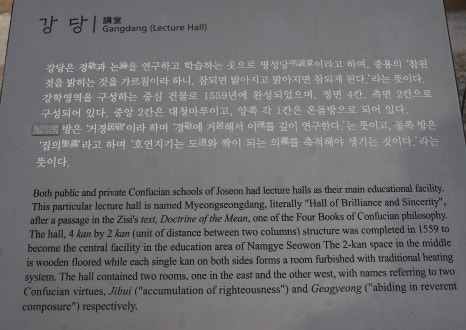 강 당 | 講堂
Gangdang (Lecture Hall)
강당은 경敬과 논論을 연구하고 학습하는 곳으로 명성당明誠堂이라고 하며, 중용의 '참된
것을 밝히는 것을 가르침이라 하니, 참되면 밝아지고 밝아지면 참되게 된다.'라는 뜻이다.
강학영역을 구성하는 중심 건물로 1559년에 완성되었으며, 정면 4칸, 측면 2칸으로
구성되어 있다. 중앙 2칸은 대청마루이고, 양쪽 각 1칸은 온돌방으로 되어 있다.
방은 '거경居敬'이라 하며 '경敬에 거居해서 이理를 깊이 연구한다.'는 뜻이고, 동쪽 방은
'집의集義'라고 하며 '호연지기는 도道와 짝이 되는 의義를 축적해야 생기는 것이다.'라는
뜻이다.
Both public and private Confucian schools of Joseon had lecture halls as their main educational facility.
This particular lecture hall is named Myeongseongdang, literally "Hall of Brilliance and Sincerity",
after a passage in the Zisi's text, Doctrine of the Mean, one of the Four Books of Confucian philosophy.
The hall, 4 kan by 2 kan (unit of distance between two columns) structure was completed in 1559 to
become the central facility in the education area of Namgye Seowon The 2-kan space in the middle
is wooden floored while each single kan on both sides forms a room furbished with traditional heating
system. The hall contained two rooms, one in the east and the other west, with names referring to two
Confucian virtues, Jibui ("accumulation of righteousness") and Geogyeong ("abiding in reverent
composure") respectively.